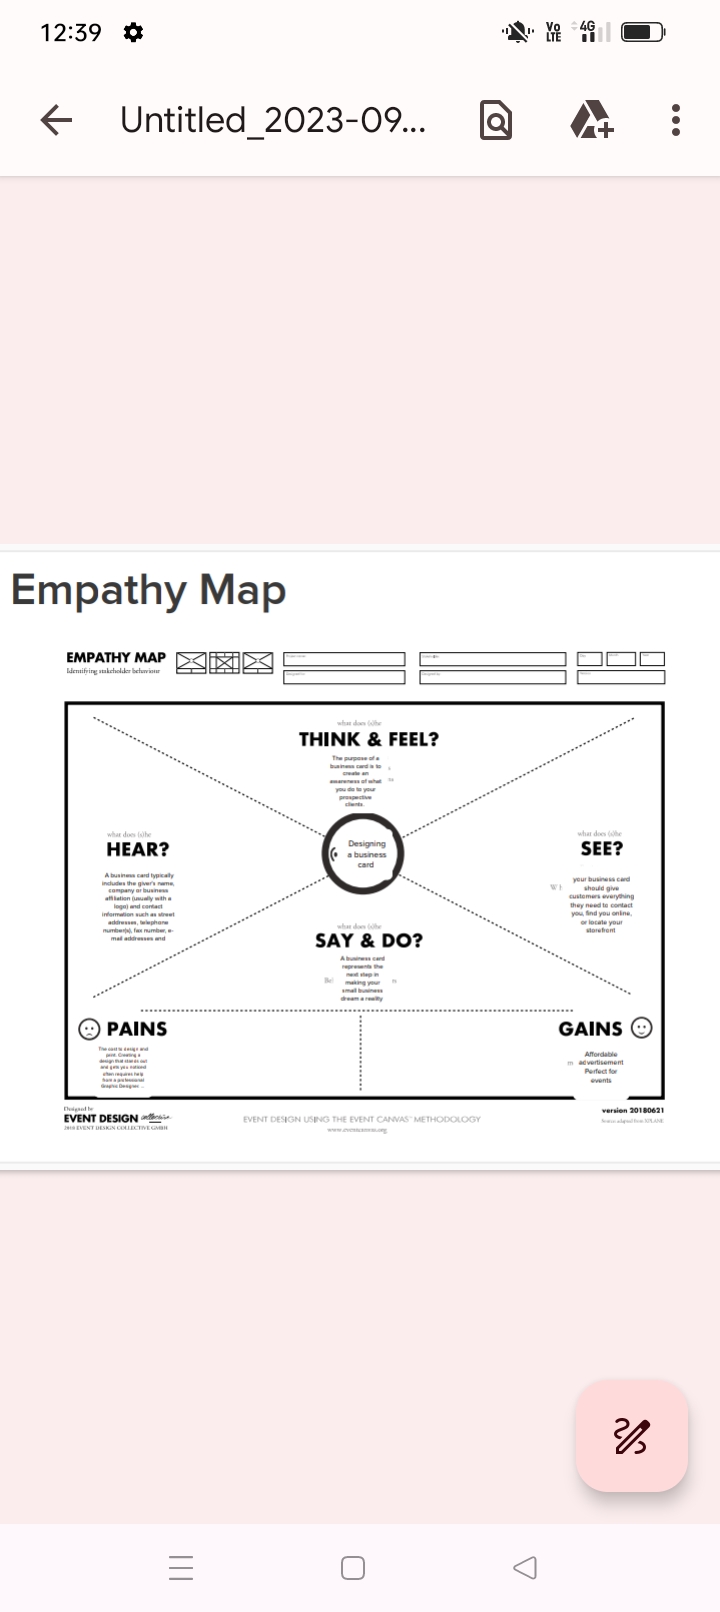 12:39
Vo
LTE
4G
Untitled_2023-09...
Empathy Map
EMPATHY MAP
Identifying stakeholder behaviour
what does (s)he
THINK & FEEL?
The purpose of a
business card is to
create an
awareness of what
you do to your
prospective
clients.
what does (s)he
HEAR?
A business card typically
includes the giver's name,
company or business
affiliation (usually with a
logo) and contact
information such as street
addresses, telephone
number(s), fax number, e-
mail addresses and
Designing
a business
card
what does (s)he
SEE?
your business card
should give
customers everything
they need to contact
you, find you online,
or locate your
storefront
what does (s)he
SAY & DO?
A business card
represents the
next step in
making your
small business
dream a reality
PAINS
The cost to design and
print. Creating a
design that stands out
and gets you noticed
often requires help
from a professional
Graphic Designer ...
GAINS
Affordable
advertisement
Perfect for
events
Designed by
EVENT DESIGN collective
2018 EVENT DESIGN COLLECTIVE GMBH
EVENT DESIGN USING THE EVENT CANVAS™ METHODOLOGY
www.eventcanvas.org
version 20180621
Source: adapted from XPLANE